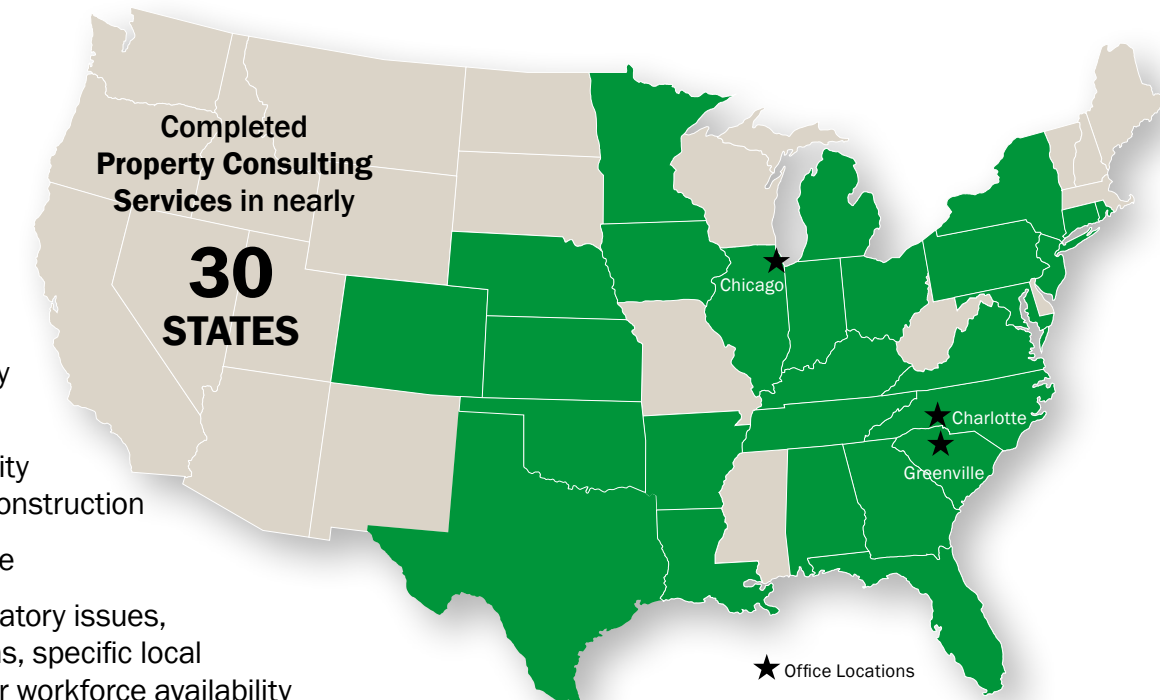 Completed
Property Consulting
Services in nearly
30
STATES
Chicago
Charlotte
Greenville
Office Locations
y
ity
onstruction
e
atory issues,
s, specific local
r workforce availability